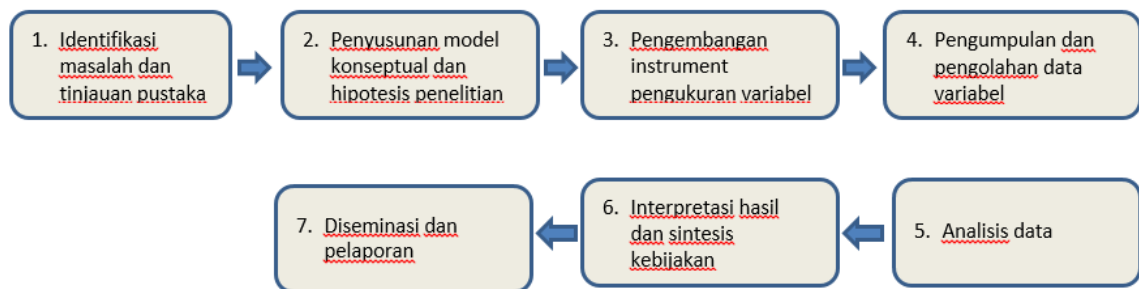 1. Identifikasi
masalah dan
tinjauan pustaka
2. Penyusunan model
konseptual dan
hipotesis penelitian
3. Pengembangan
instrument
pengukuran variabel
4. Pengumpulan dan
pengolahan data
variabel
5. Analisis data
6. Interpretasi hasil
dan sintesis
kebijakan
7. Diseminasi dan
pelaporan